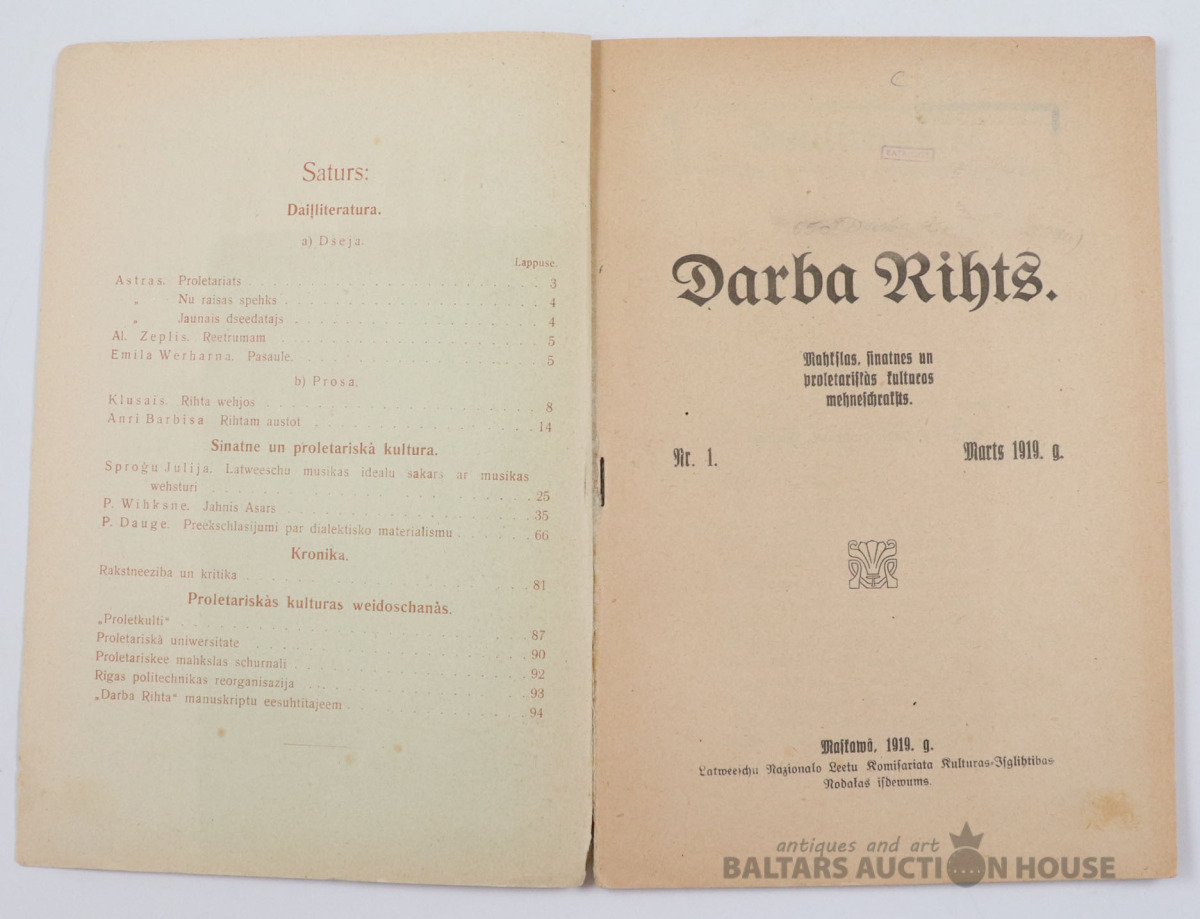 Saturs:
Daiļliteratura.
a) Dseja.
Lappuse.
Astras. Proletariats 3
„ Nu raisas spehks 4
„ Jaunais dseedatajs 4
Al. Zeplis. Reetrumam 5
Emila Werharna. Pasaule. 5
b) Prosa.
Klusais. Rihta wehjos 8
Anri Barbisa Rihtam austot 14
Sinatne un proletariskà kultura.
Sproģu Julija. Latweeschu musikas idealu sakars ar musikas
wehsturi 25
P. Wihksne. Jahnis Asars 35
P. Dauge. Preekschlasijumi par dialektisko materialismu 66
Kronika.
Rakstneeziba un kritika 81
Proletariskàs kulturas weidoschanàs.
„Proletkulti“ 87
Proletariskà uniwersitate 90
Proletariskee mahkslas schurnali 92
Rigas politechnikas reorganisazija 93
„Darba Rihta“ manuskriptu eesuhtitajeem 94
C
Darba Rihts.
Mahkſlas, ſinatnes un
proletariſkàs kulturas
mehneſchrakſts.
Nr. 1. Marts 1919. g.
Maſkawâ, 1919. g.
Latweeſchu Nazionalo Leetu Komiſariata Kulturas-Iſglihtibas
Nodaļas iſdewums.
antiques and art
BALTARS AUCTION HOUSE